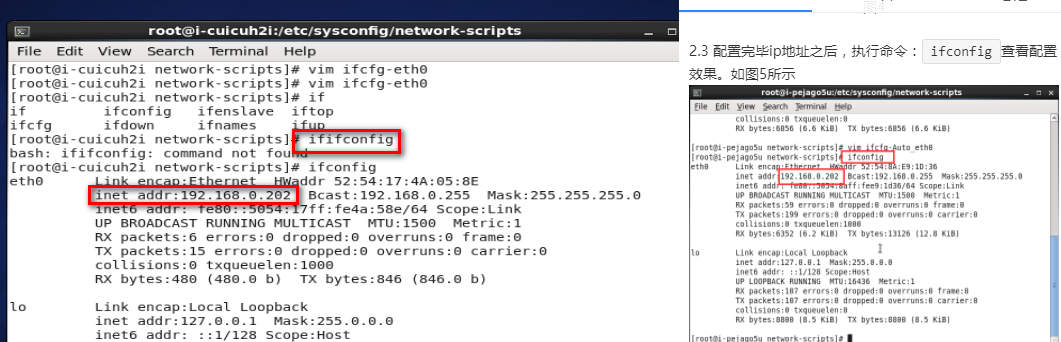 root@i-cuicuh2i:/etc/sysconfig/network-scripts
File Edit View Search Terminal Help
[root@i-cuicuh2i network-scripts]# vim ifcfg-eth0
[root@i-cuicuh2i network-scripts]# vim ifcfg-eth0
[root@i-cuicuh2i network-scripts]# if
if ifconfig ifenslave iftop
ifcfg ifdown ifnames ifup
[root@i-cuicuh2i network-scripts]# ififconfig
bash: ififconfig: command not found
[root@i-cuicuh2i network-scripts]# ifconfig
eth0 Link encap:Ethernet HWaddr 52:54:17:4A:05:8E
inet addr:192.168.0.202 Bcast:192.168.0.255 Mask:255.255.255.0
inet6 addr: fe80::5054:17ff:fe4a:58e/64 Scope:Link
UP BROADCAST RUNNING MULTICAST MTU:1500 Metric:1
RX packets:6 errors:0 dropped:0 overruns:0 frame:0
TX packets:15 errors:0 dropped:0 overruns:0 carrier:0
collisions:0 txqueuelen:1000
RX bytes:480 (480.0 b) TX bytes:846 (846.0 b)
lo Link encap:Local Loopback
inet addr:127.0.0.1 Mask:255.0.0.0
inet6 addr: ::1/128 Scope:Host
图4
2.3 配置完毕ip地址之后，执行命令： ifconfig 查看配置
效果。如图5所示
root@i-pejago5u:/etc/sysconfig/network-scripts
File Edit View Search Terminal Help
collisions:0 txqueuelen:0
RX bytes:6856 (6.6 KiB) TX bytes:6856 (6.6 KiB)
[root@i-pejago5u network-scripts]# vim ifcfg-Auto_eth0
[root@i-pejago5u network-scripts]# ifconfig
eth0 Link encap:Ethernet HWaddr 52:54:8A:E9:1D:36
inet addr:192.168.0.202 Bcast:192.168.0.255 Mask:255.255.255.0
inet6 addr: fe80::5054:8aff:fee9:1d36/64 Scope:Link
UP BROADCAST RUNNING MULTICAST MTU:1500 Metric:1
RX packets:59 errors:0 dropped:0 overruns:0 frame:0
TX packets:199 errors:0 dropped:0 overruns:0 carrier:0
collisions:0 txqueuelen:1000
RX bytes:6352 (6.2 KiB) TX bytes:13126 (12.8 KiB)
lo Link encap:Local Loopback
inet addr:127.0.0.1 Mask:255.0.0.0
inet6 addr: ::1/128 Scope:Host
UP LOOPBACK RUNNING MTU:16436 Metric:1
RX packets:107 errors:0 dropped:0 overruns:0 frame:0
TX packets:107 errors:0 dropped:0 overruns:0 carrier:0
collisions:0 txqueuelen:0
RX bytes:8800 (8.5 KiB) TX bytes:8800 (8.5 KiB)
[root@i-pejago5u network-scripts]#